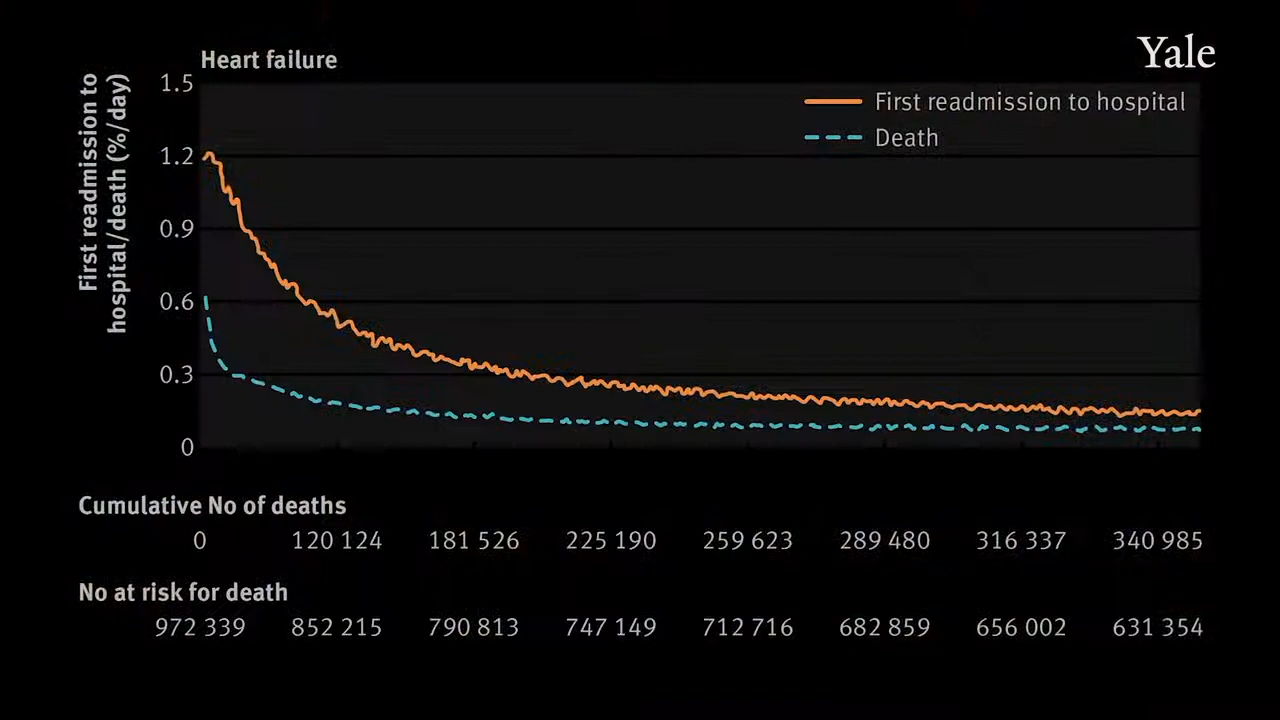 Yale
Heart failure
First readmission to
hospital/death (%/day)
1.5
1.2
0.9
0.6
0.3
0
First readmission to hospital
Death
Cumulative No of deaths
0 120 124 181 526 225 190 259 623 289 480 316 337 340 985
No at risk for death
972 339 852 215 790 813 747 149 712 716 682 859 656 002 631 354